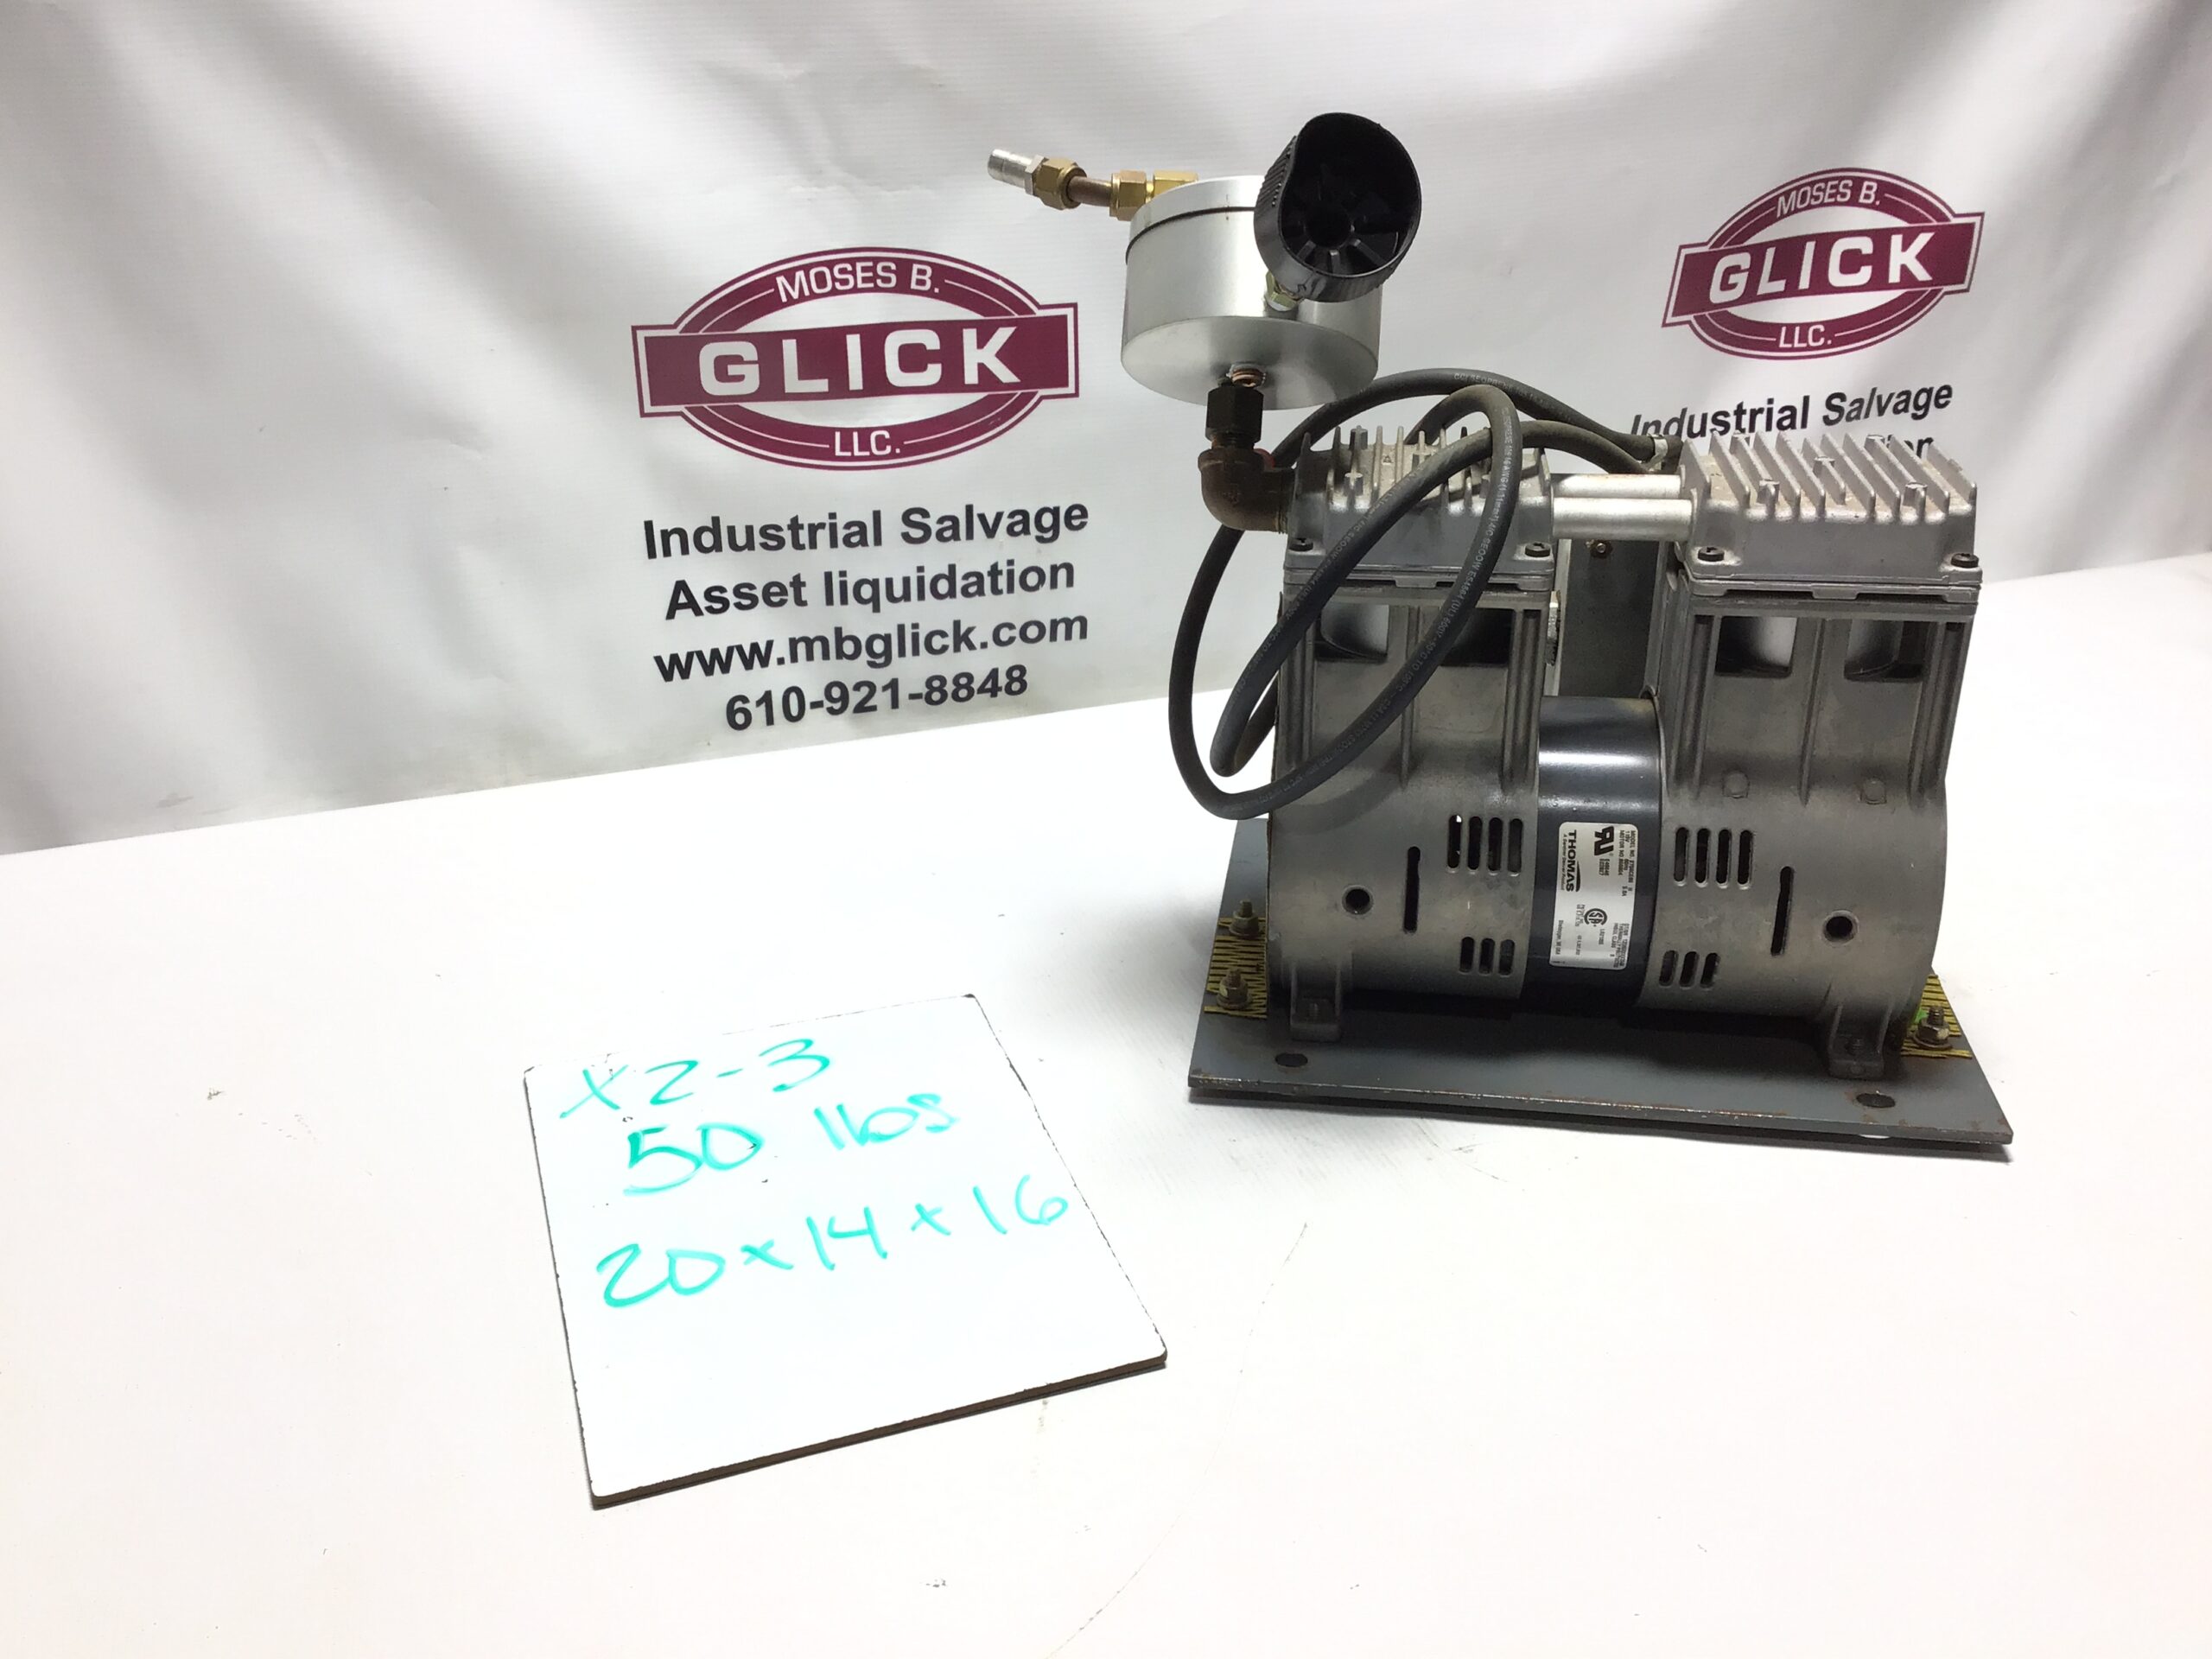 MOSES B.
GLICK
LLC.
Industrial Salvage
Asset liquidation
www.mbglick.com
610-921-8848
MOSES B.
GLICK
LLC.
Industrial Salvage
THOMAS
X2-3
50 lbs
20x14x16